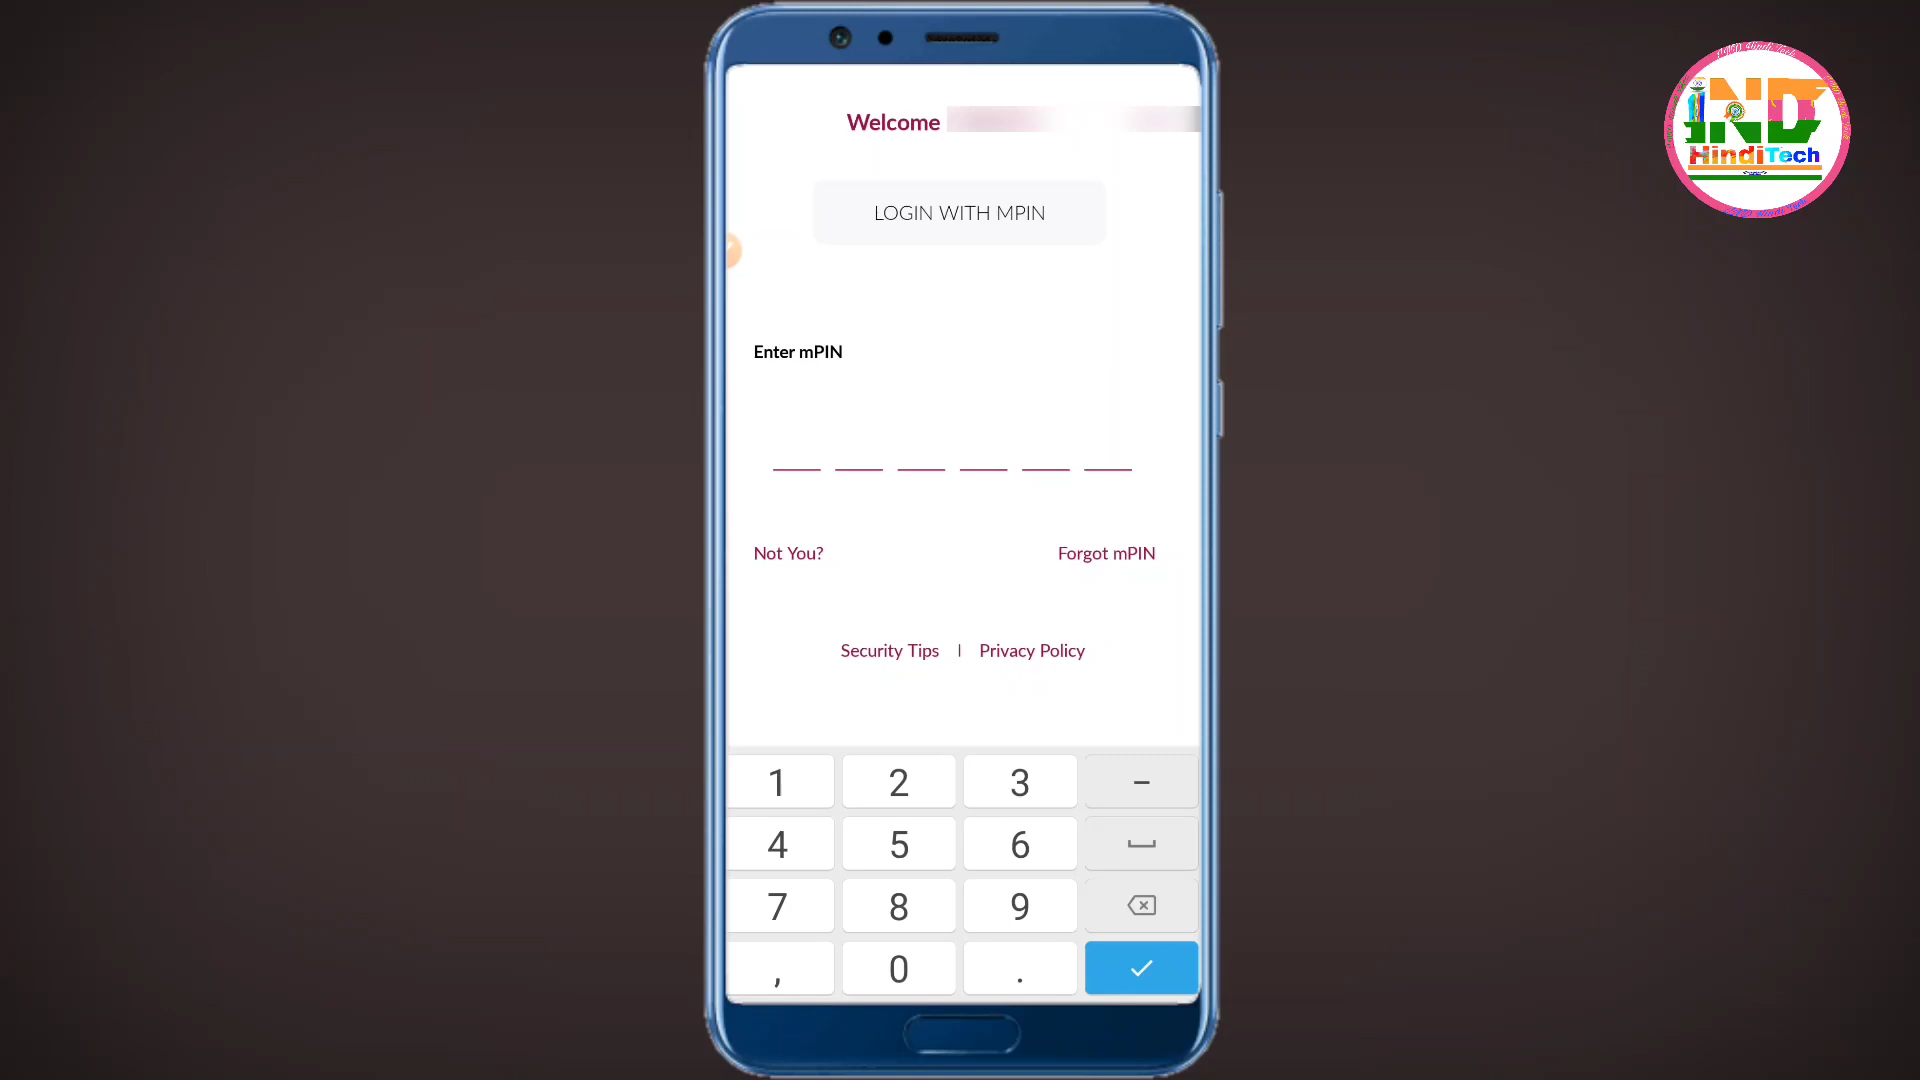 Welcome
LOGIN WITH MPIN
Enter mPIN
Not You?
Forgot mPIN
Security Tips | Privacy Policy
1 2 3 -
4 5 6
7 8 9
, 0 .
IND
HindiTech